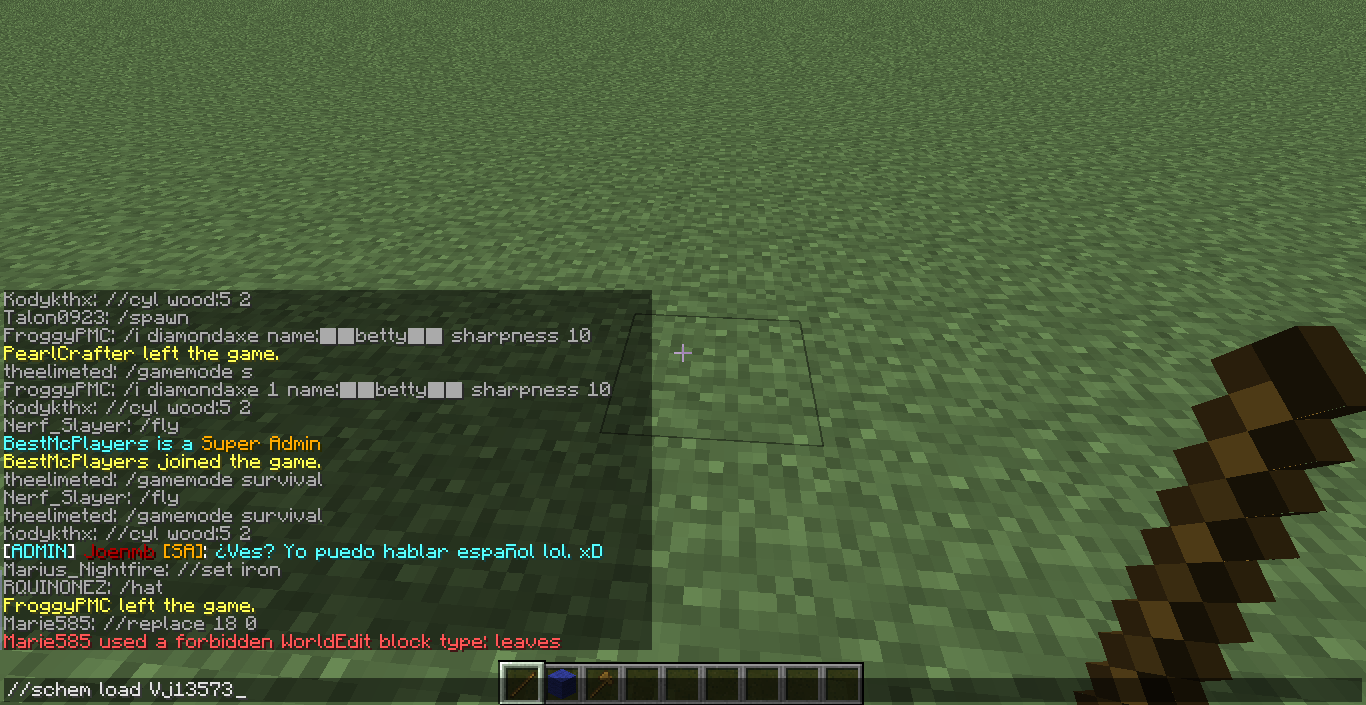 Kodykthx: //cyl wood:5 2
Talon0923: /spawn
FroggyPMC: /i diamondaxe name:██betty██ sharpness 10
PearlCrafter left the game.
theelimeted: /gamemode s
FroggyPMC: /i diamondaxe 1 name:██betty██ sharpness 10
Kodykthx: //cyl wood:5 2
Nerf_Slayer: /fly
BestMcPlayers is a Super Admin
BestMcPlayers joined the game.
theelimeted: /gamemode survival
Nerf_Slayer: /fly
theelimeted: /gamemode survival
Kodykthx: //cyl wood:5 2
[ADMIN] Joenmb [SA]: ¿Ves? Yo puedo hablar español lol. xD
Marius_Nightfire: //set iron
RQUINONEZ: /hat
FroggyPMC left the game.
Marie585: //replace 18 0
Marie585 used a forbidden WorldEdit block type: leaves
//schem load Vj13573_